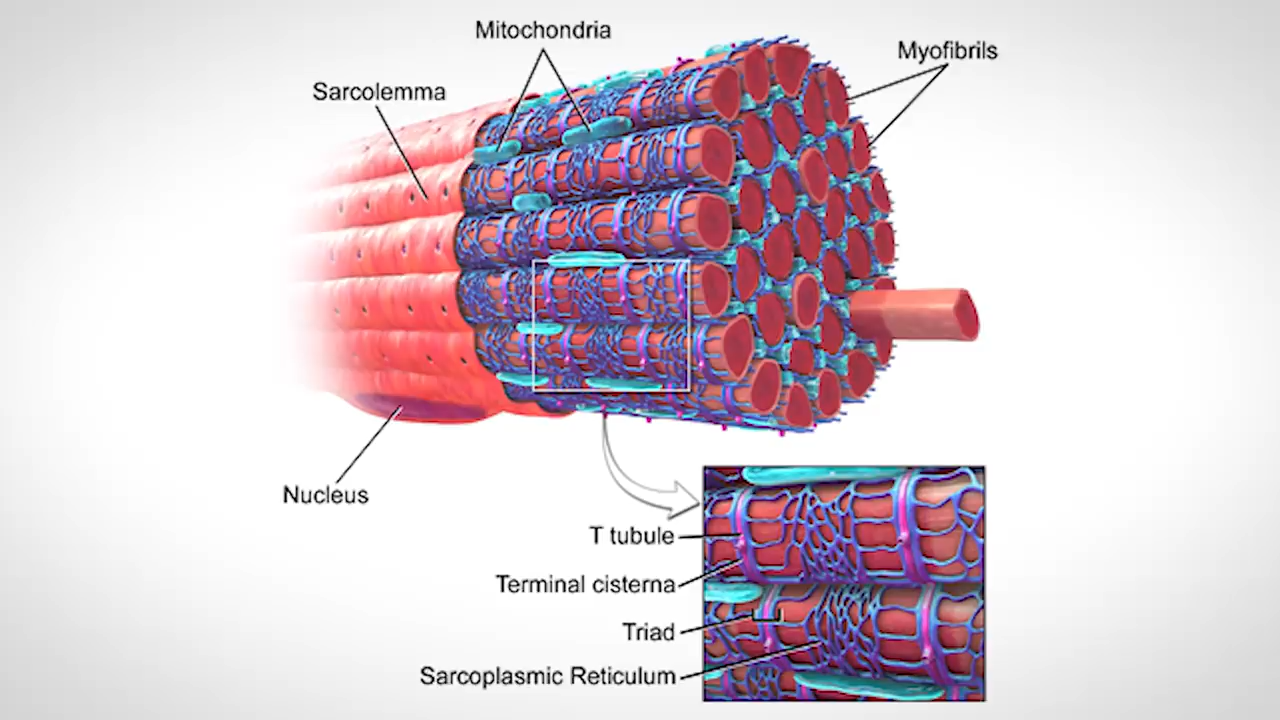 Mitochondria
Myofibrils
Sarcolemma
Nucleus
T tubule
Terminal cisterna
Triad
Sarcoplasmic Reticulum